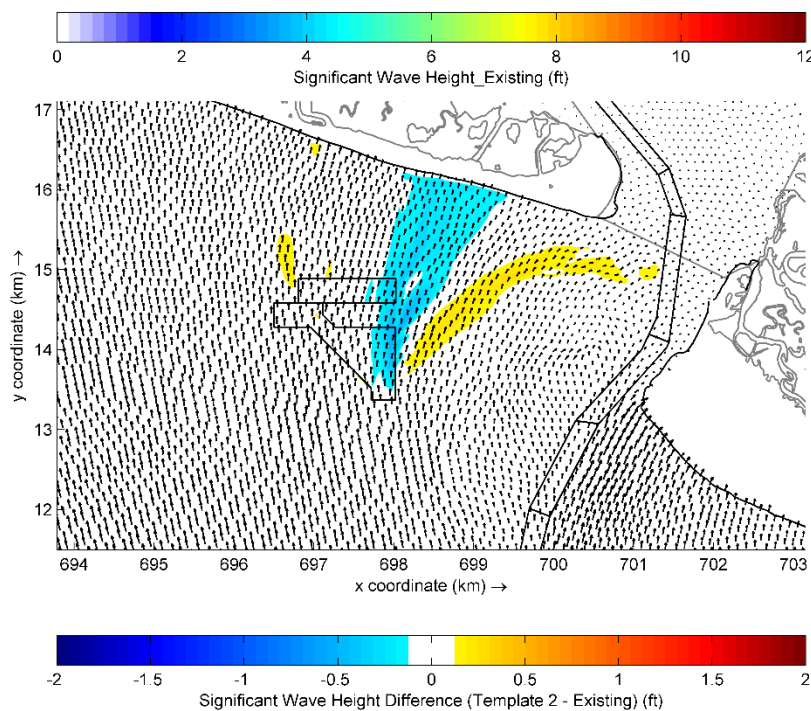 0 2 4 6 8 10 12
Significant Wave Height_Existing (ft)
17
16
15
14
13
12
y coordinate (km) →
694 695 696 697 698 699 700 701 702 703
x coordinate (km) →
-2 -1.5 -1 -0.5 0 0.5 1 1.5 2
Significant Wave Height Difference (Template 2 - Existing) (ft)